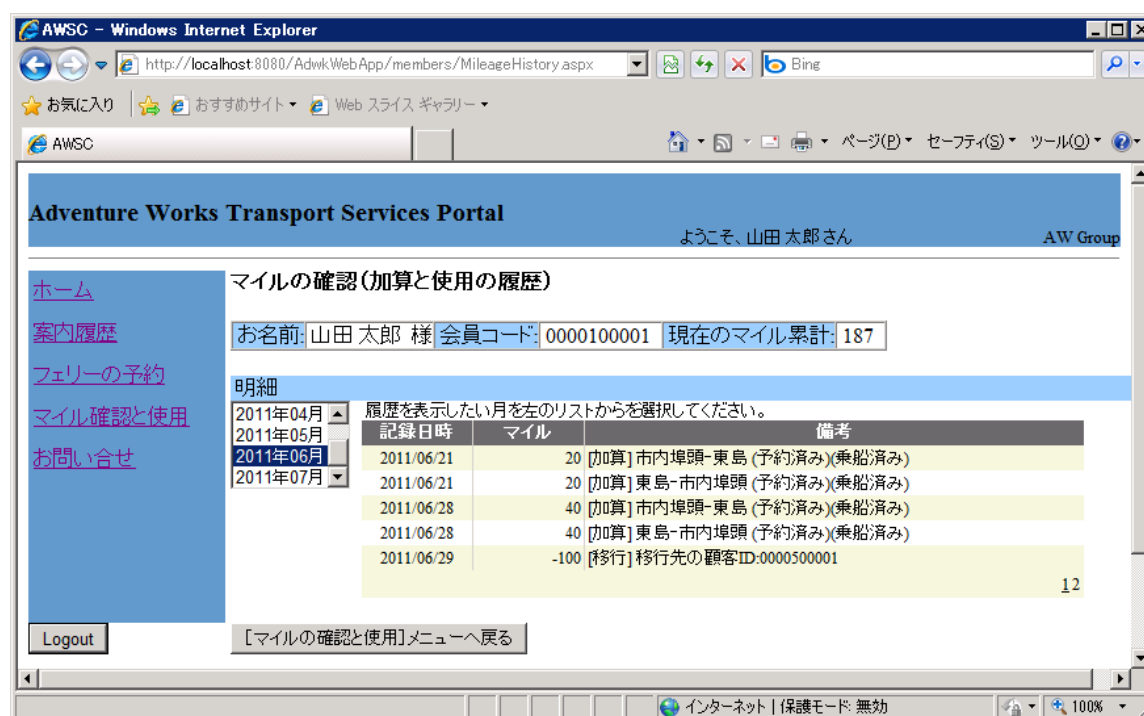 AWSC - Windows Internet Explorer
http://localhost:8080/AdwkWebApp/members/MileageHistory.aspx
Bing
お気に入り おすすめサイト Web スライス ギャラリー
AWSC ページ(P) セーフティ(S) ツール(O)
Adventure Works Transport Services Portal
ようこそ、山田 太郎さん AW Group
ホーム
案内履歴
フェリーの予約
マイル確認と使用
お問い合せ
マイルの確認(加算と使用の履歴)
お名前: 山田 太郎 様 会員コード: 0000100001 現在のマイル累計: 187
明細
2011年04月
2011年05月
2011年06月
2011年07月
履歴を表示したい月を左のリストからを選択してください。
記録日時 マイル 備考
2011/06/21 20 [加算] 市内埠頭-東島 (予約済み)(乗船済み)
2011/06/21 20 [加算] 東島-市内埠頭 (予約済み)(乗船済み)
2011/06/28 40 [加算] 市内埠頭-東島 (予約済み)(乗船済み)
2011/06/28 40 [加算] 東島-市内埠頭 (予約済み)(乗船済み)
2011/06/29 -100 [移行] 移行先の顧客ID:0000500001
12
Logout [マイルの確認と使用]メニューへ戻る
インターネット | 保護モード: 無効 100%